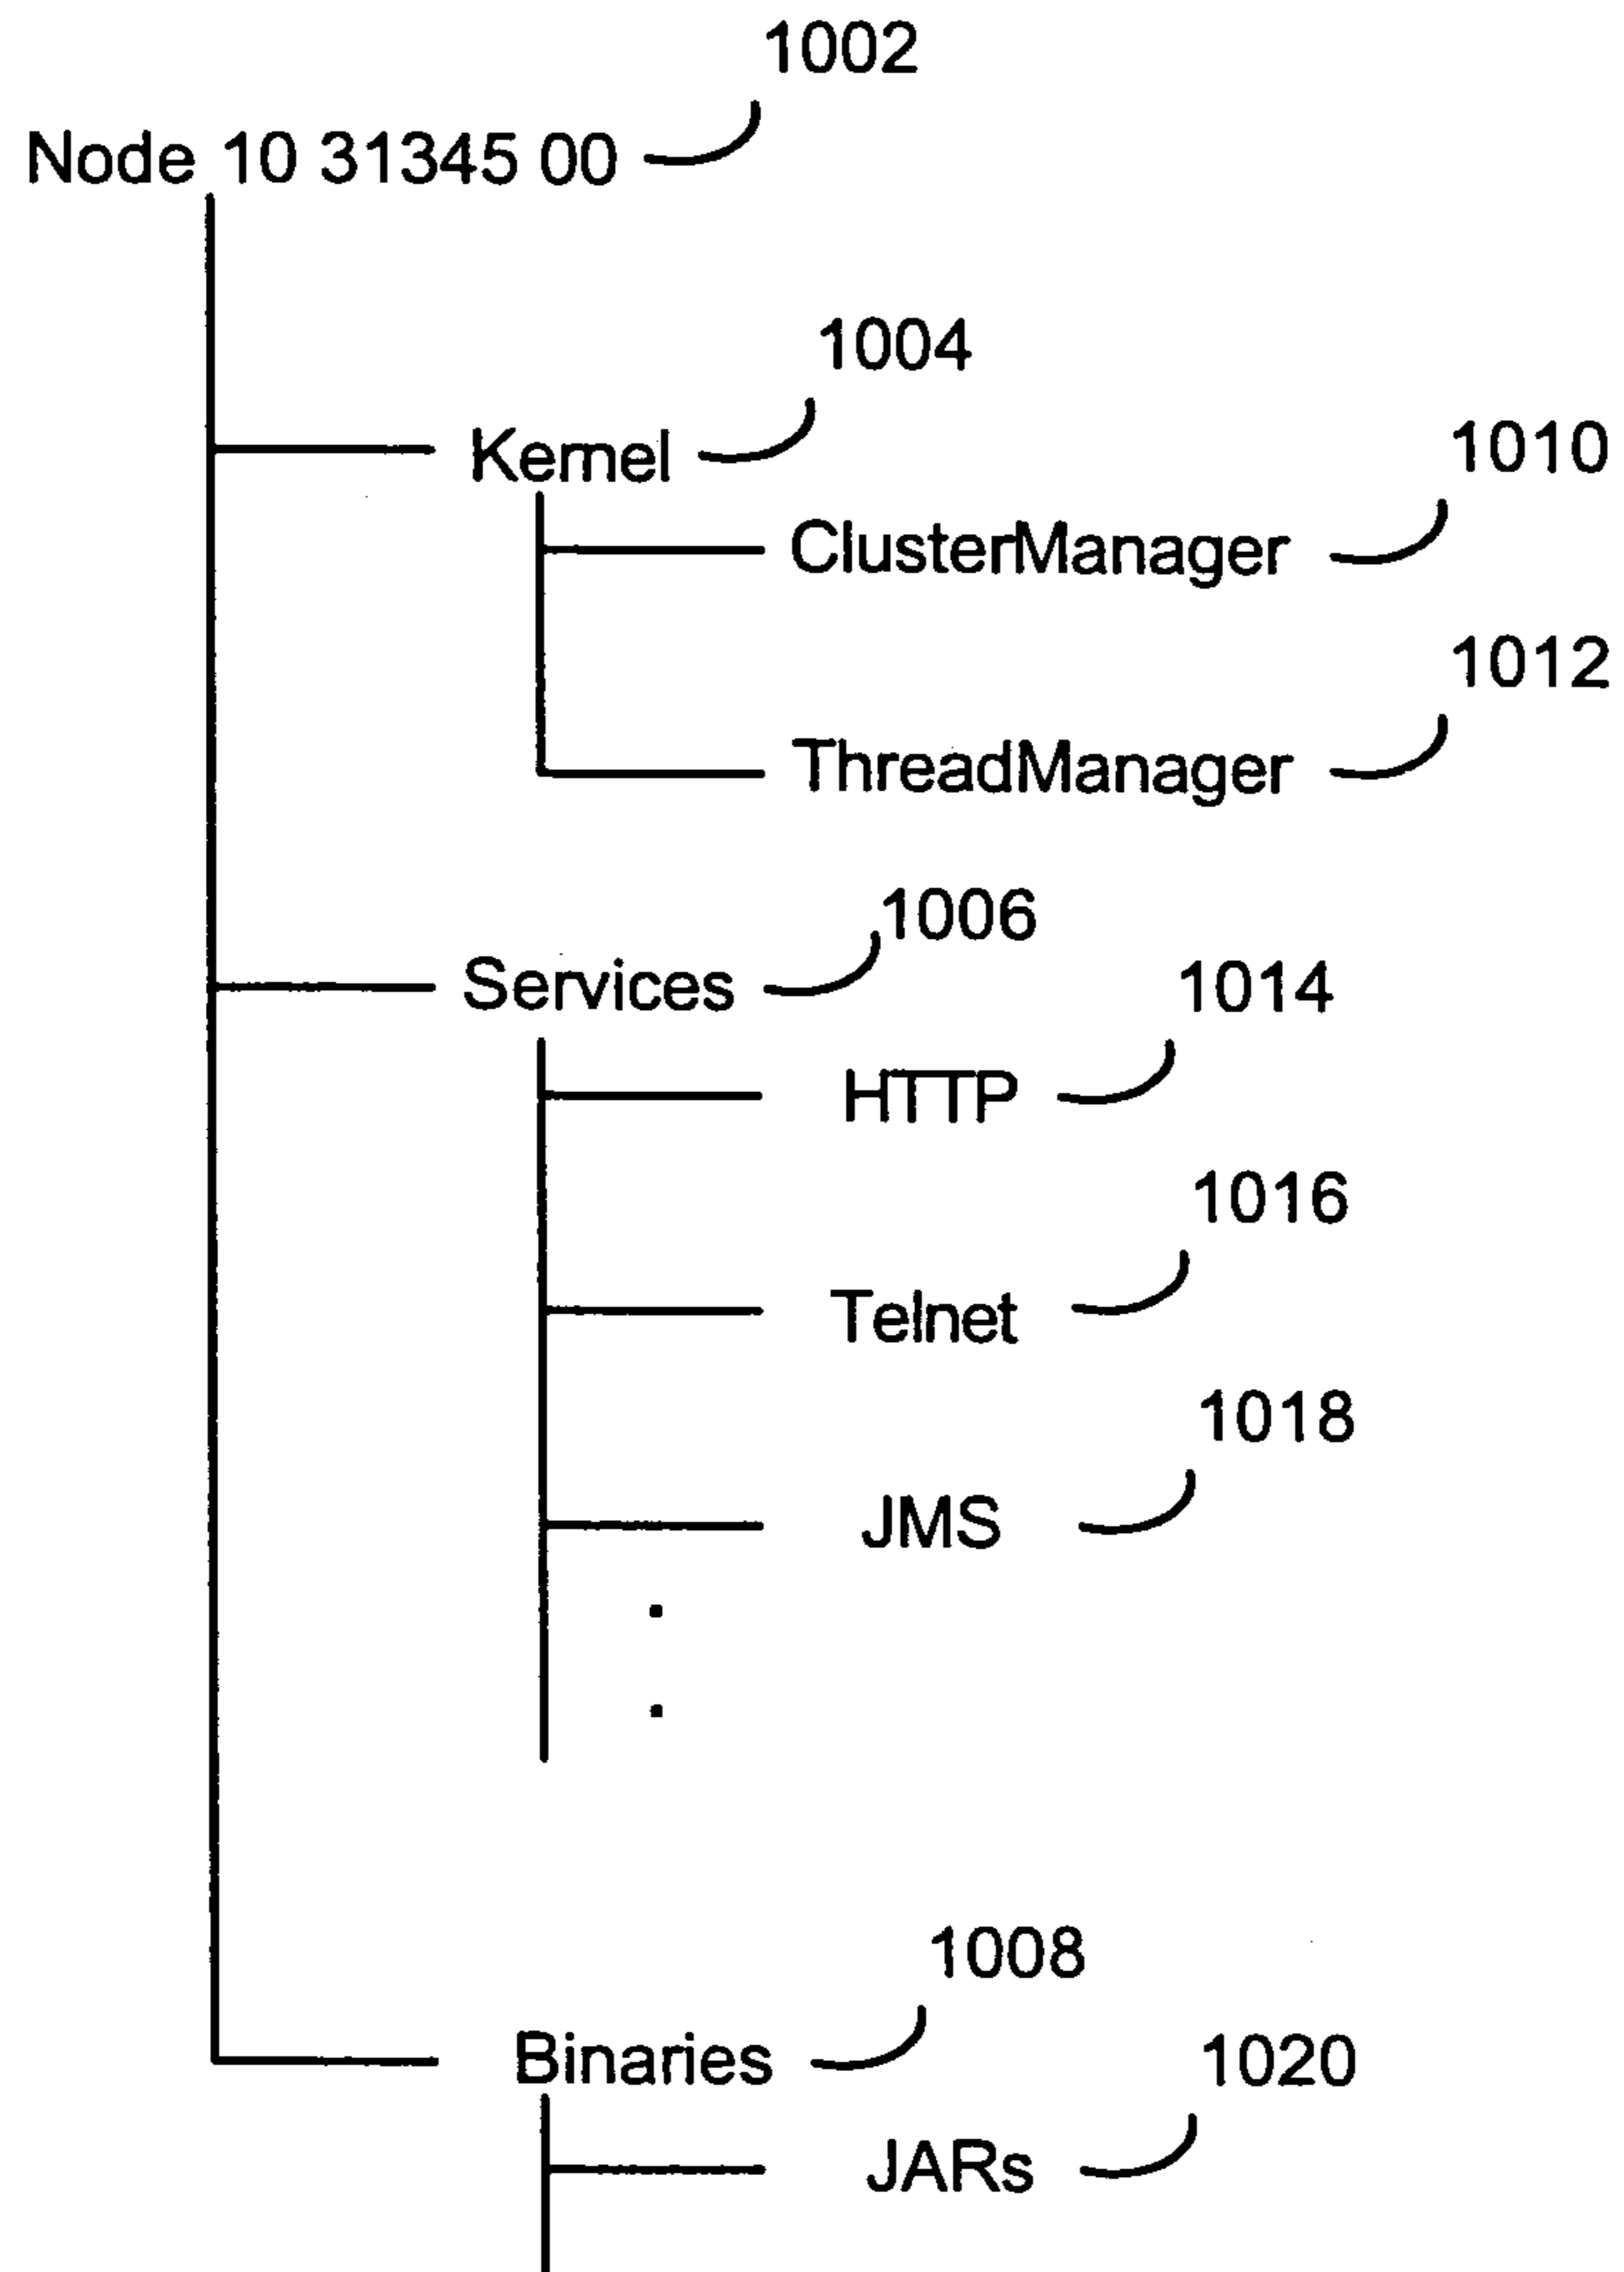 1002
Node 10 31345 00
1004
Kernel
1010
ClusterManager
1012
ThreadManager
1006
Services
1014
HTTP
1016
Telnet
1018
JMS
1008
Binaries
1020
JARs